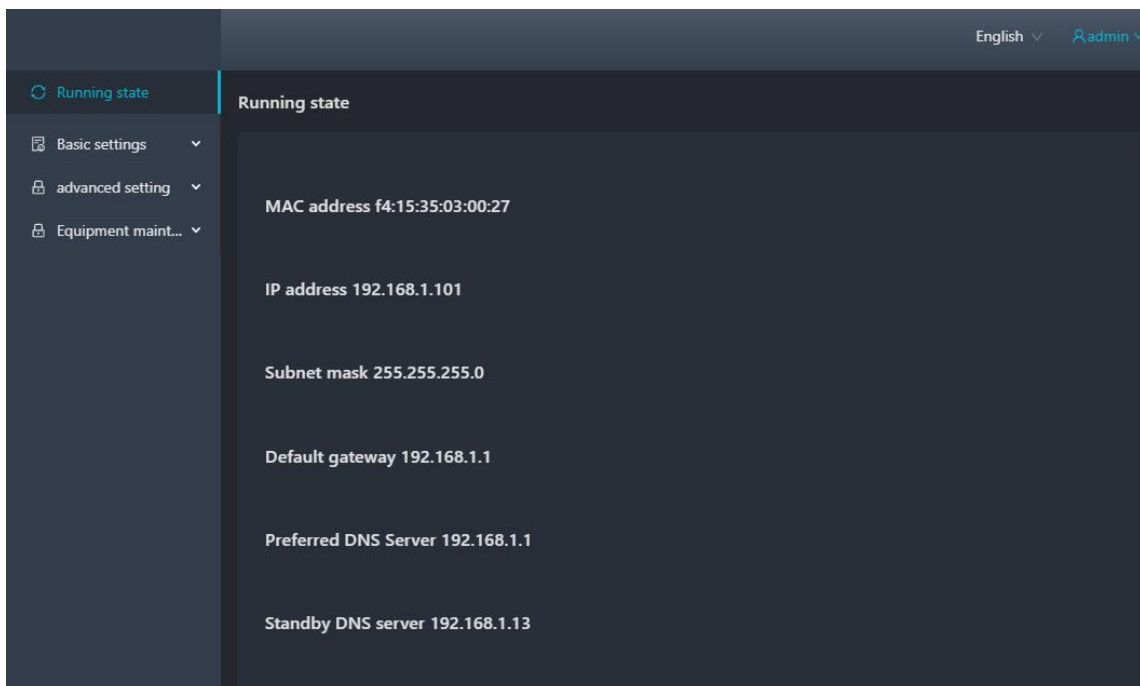 English admin
Running state
Basic settings
advanced setting
Equipment maint...
Running state
MAC address f4:15:35:03:00:27
IP address 192.168.1.101
Subnet mask 255.255.255.0
Default gateway 192.168.1.1
Preferred DNS Server 192.168.1.1
Standby DNS server 192.168.1.13